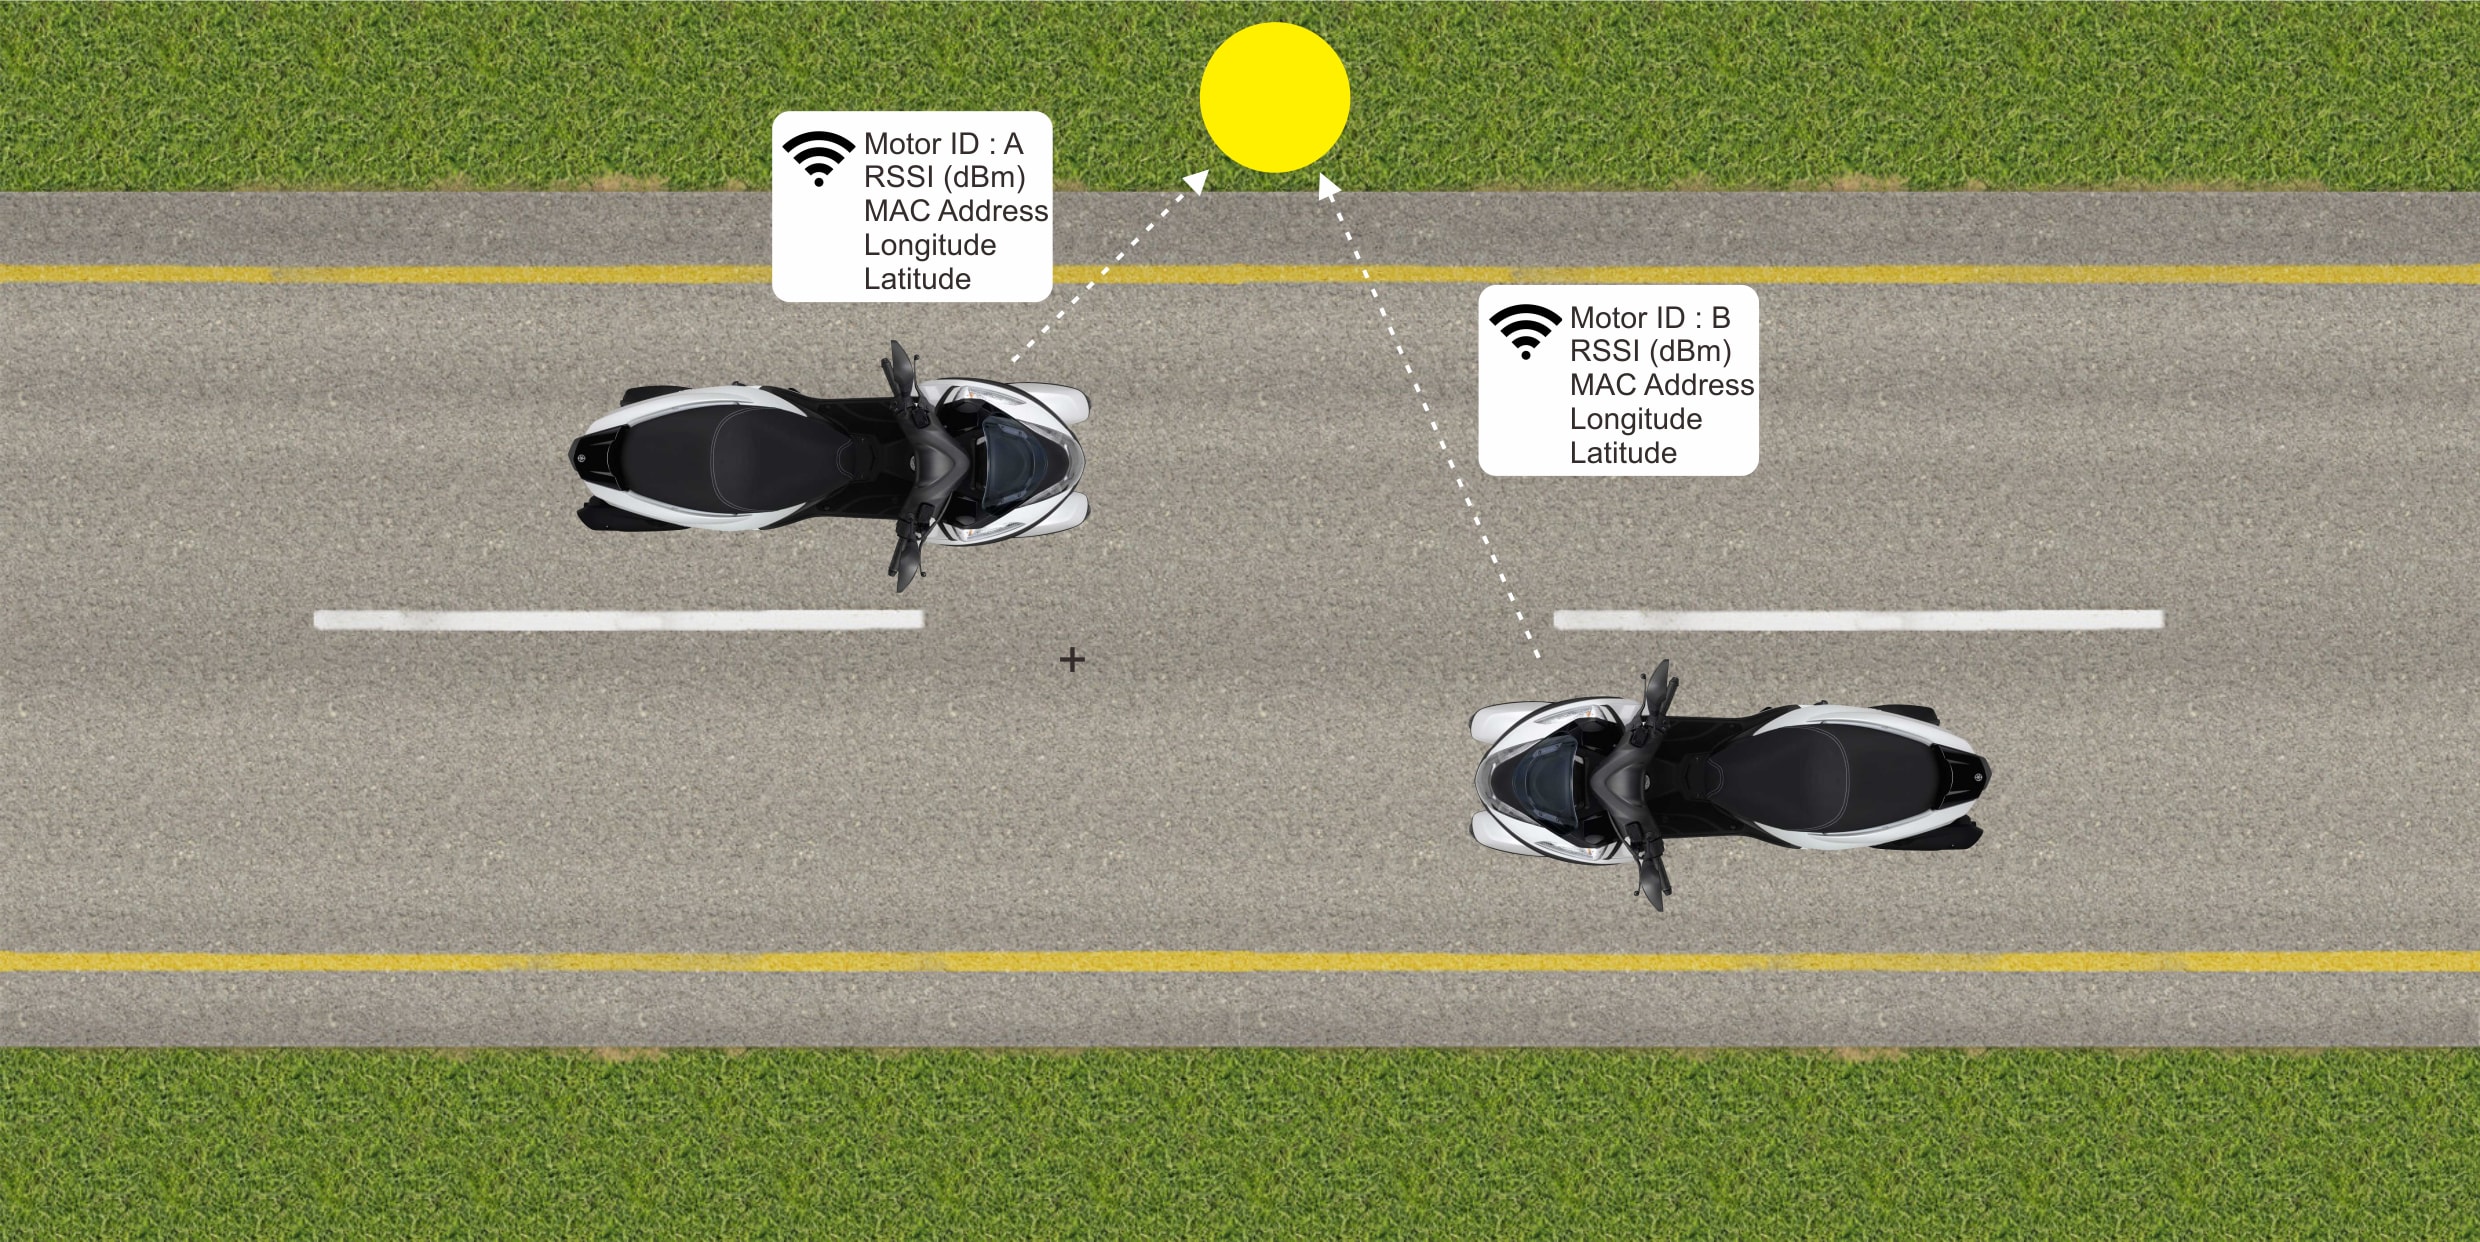 Motor ID : A
RSSI (dBm)
MAC Address
Longitude
Latitude
Motor ID : B
RSSI (dBm)
MAC Address
Longitude
Latitude